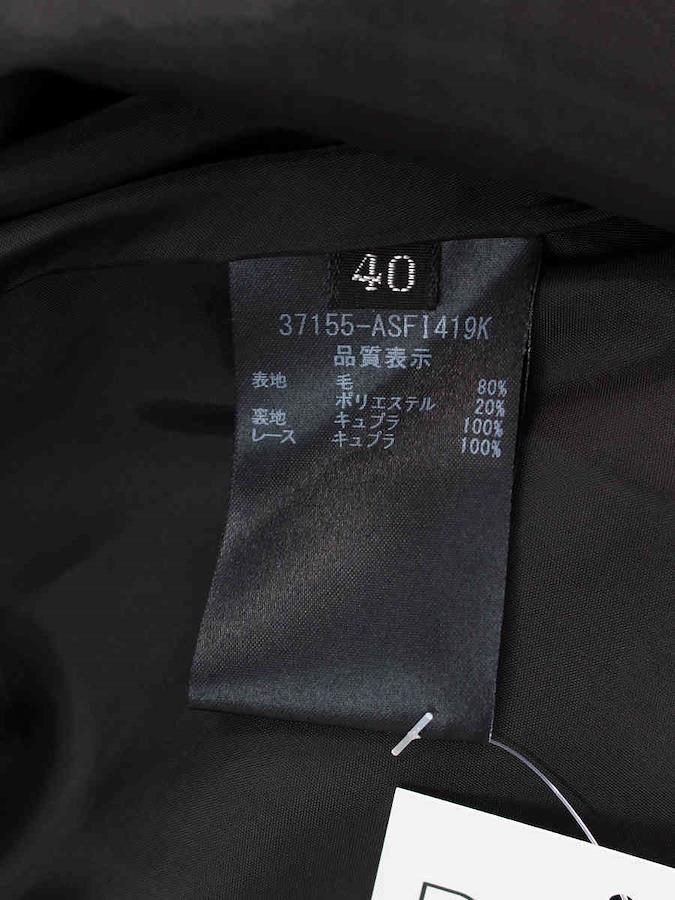 40
37155-ASFI419K
品質表示
表地 毛 80%
ポリエステル 20%
裏地 キュプラ 100%
レース キュプラ 100%